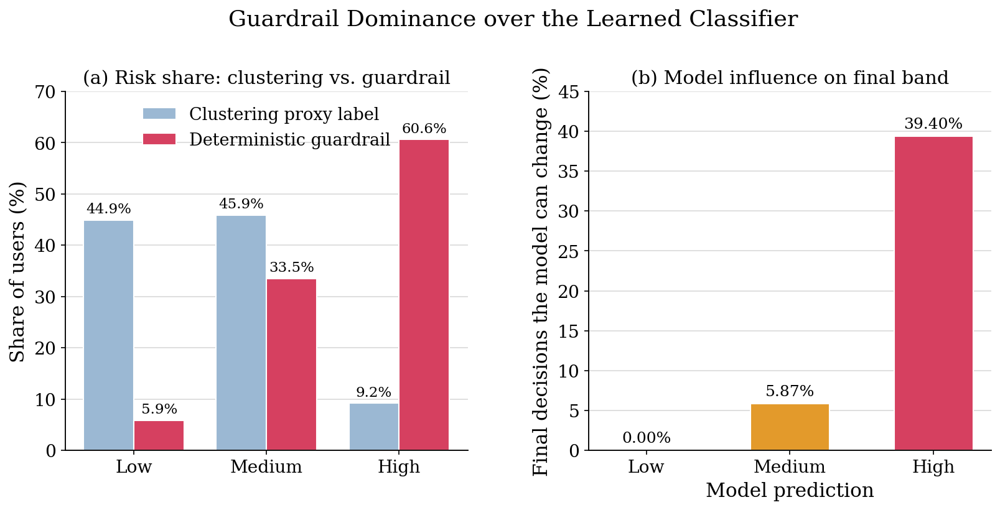 Guardrail Dominance over the Learned Classifier
(a) Risk share: clustering vs. guardrail
Share of users (%)
70
60
50
40
30
20
10
0
Clustering proxy label
Deterministic guardrail
44.9%
5.9%
45.9%
33.5%
9.2%
60.6%
Low
Medium
High
(b) Model influence on final band
Final decisions the model can change (%)
45
40
35
30
25
20
15
10
5
0
0.00%
5.87%
39.40%
Low
Medium
High
Model prediction